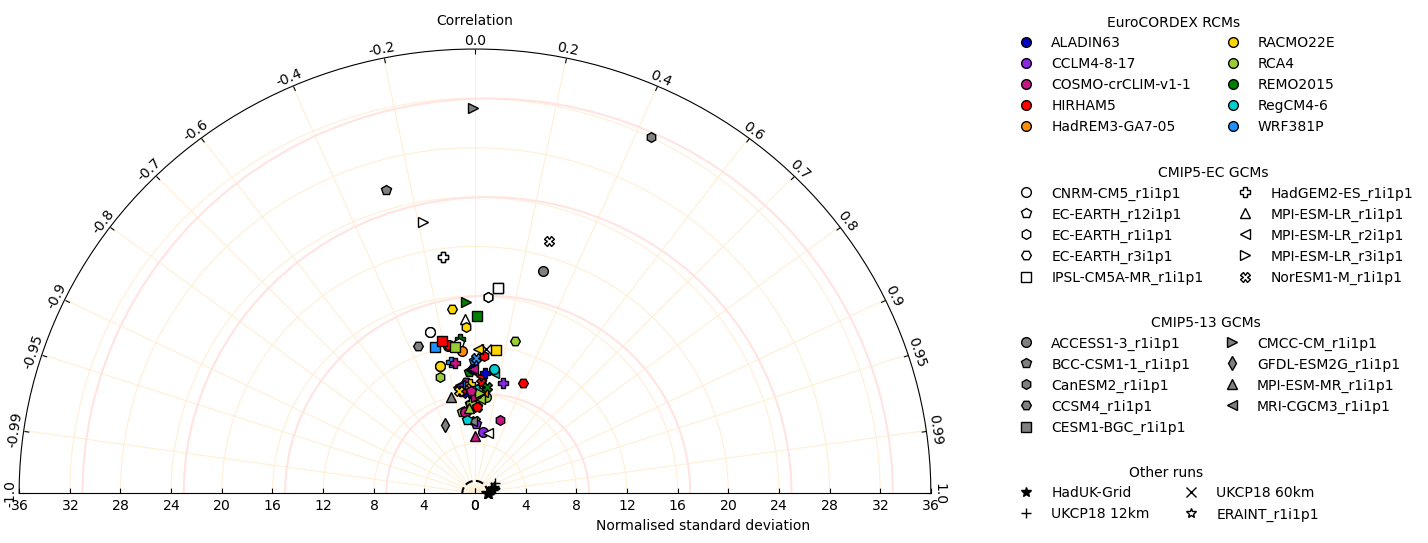 Correlation
0.0
-0.2
0.2
-0.4
0.4
-0.6
0.6
-0.7
0.7
-0.8
0.8
-0.9
0.9
-0.95
0.95
-0.99
0.99
-1.0
1.0
36 32 28 24 20 16 12 8 4 0 4 8 12 16 20 24 28 32 36
Normalised standard deviation
EuroCORDEX RCMs
ALADIN63 RACMO22E
CCLM4-8-17 RCA4
COSMO-crCLIM-v1-1 REMO2015
HIRHAM5 RegCM4-6
HadREM3-GA7-05 WRF381P
CMIP5-EC GCMs
CNRM-CM5_r1i1p1 HadGEM2-ES_r1i1p1
EC-EARTH_r12i1p1 MPI-ESM-LR_r1i1p1
EC-EARTH_r1i1p1 MPI-ESM-LR_r2i1p1
EC-EARTH_r3i1p1 MPI-ESM-LR_r3i1p1
IPSL-CM5A-MR_r1i1p1 NorESM1-M_r1i1p1
CMIP5-13 GCMs
ACCESS1-3_r1i1p1 CMCC-CM_r1i1p1
BCC-CSM1-1_r1i1p1 GFDL-ESM2G_r1i1p1
CanESM2_r1i1p1 MPI-ESM-MR_r1i1p1
CCSM4_r1i1p1 MRI-CGCM3_r1i1p1
CESM1-BGC_r1i1p1
Other runs
HadUK-Grid UKCP18 60km
UKCP18 12km ERAINT_r1i1p1